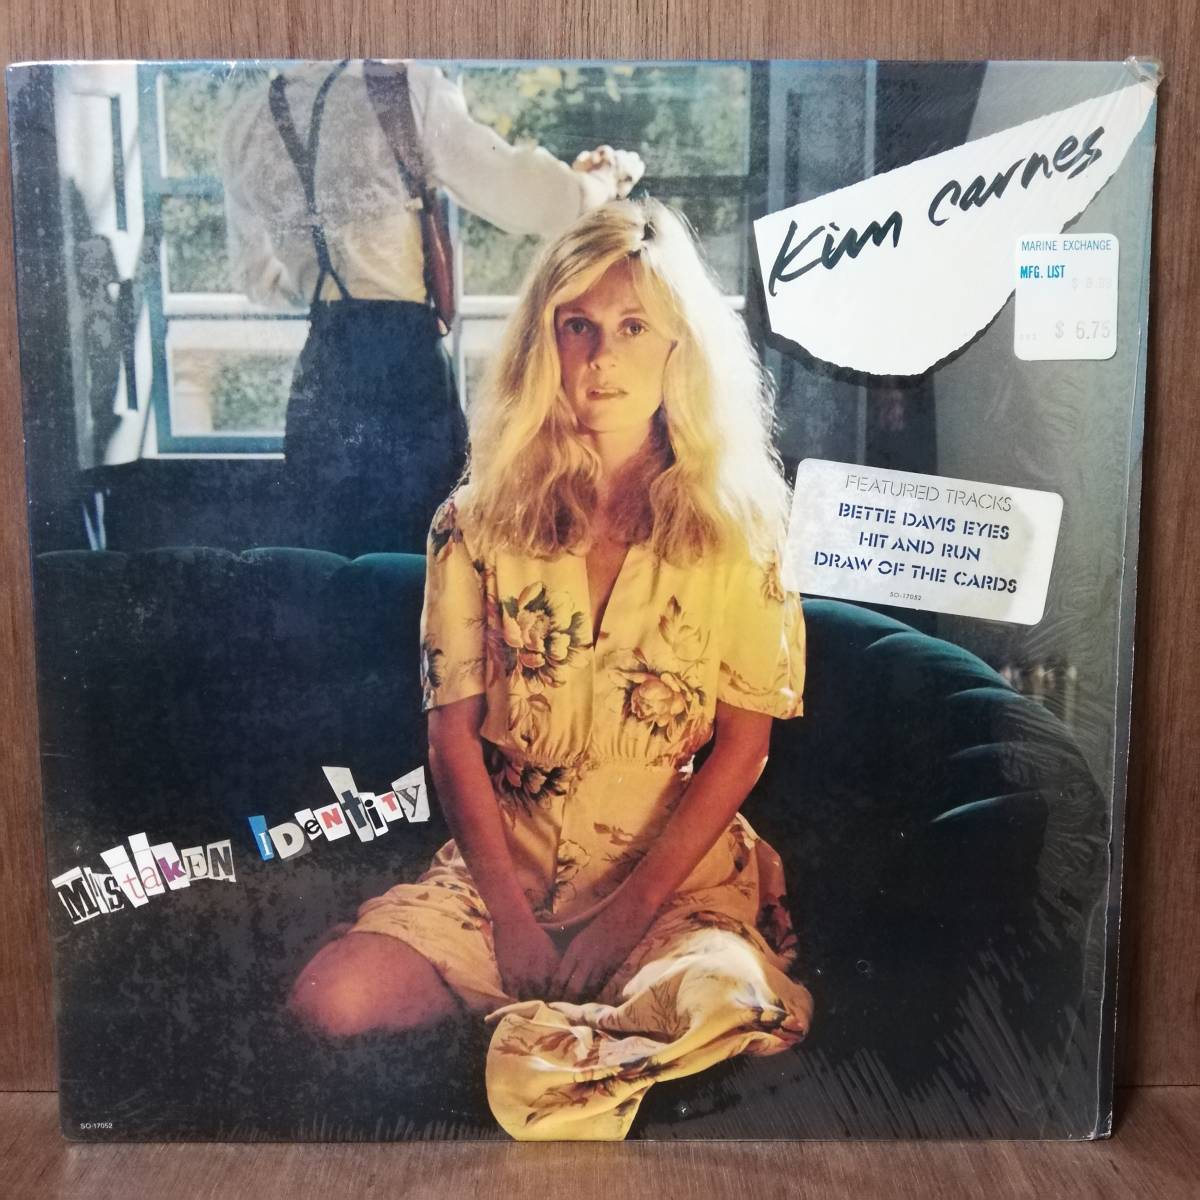 Kim Carnes
MARINE EXCHANGE
MFG. LIST
$ 6.75
FEATURED TRACKS
BETTE DAVIS EYES
HIT AND RUN
DRAW OF THE CARDS
SO-17052
MistakEN IDeNtiTy
SO-17052